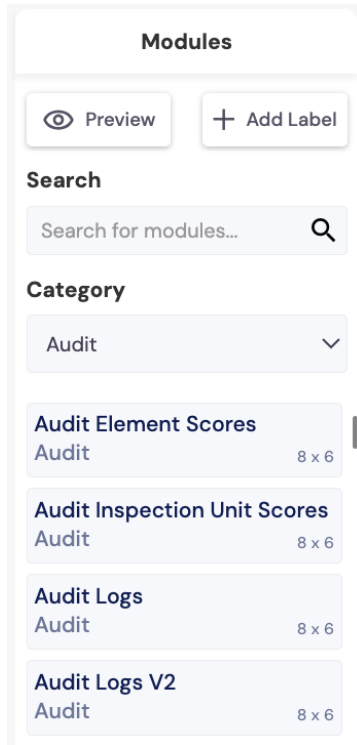 Modules
Preview
Add Label
Search
Search for modules...
Category
Audit
Audit Element Scores
Audit
8 x 6
Audit Inspection Unit Scores
Audit
8 x 6
Audit Logs
Audit
8 x 6
Audit Logs V2
Audit
8 x 6